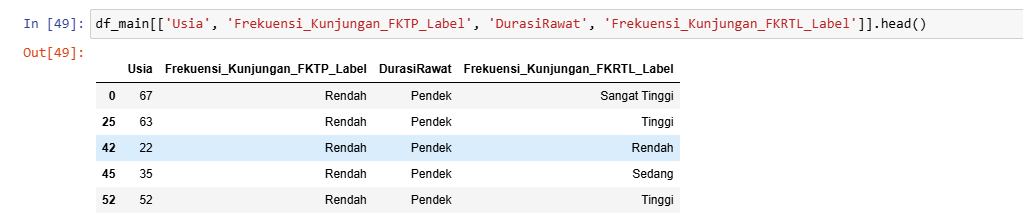 In [49]: df_main[['Usia', 'Frekuensi_Kunjungan_FKTP_Label', 'DurasiRawat', 'Frekuensi_Kunjungan_FKRTL_Label']].head()
Out[49]:
Usia Frekuensi_Kunjungan_FKTP_Label DurasiRawat Frekuensi_Kunjungan_FKRTL_Label
0 67 Rendah Pendek Sangat Tinggi
25 63 Rendah Pendek Tinggi
42 22 Rendah Pendek Rendah
45 35 Rendah Pendek Sedang
52 52 Rendah Pendek Tinggi